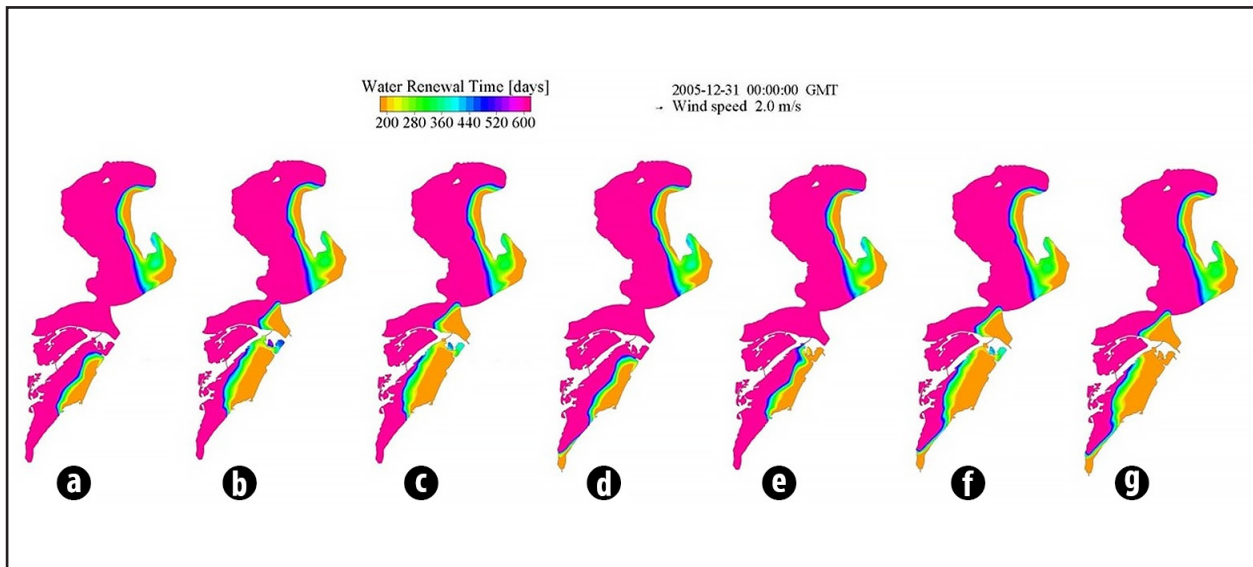 Water Renewal Time [days]
200 280 360 440 520 600
2005-12-31 00:00:00 GMT
Wind speed 2.0 m/s
a b c d e f g